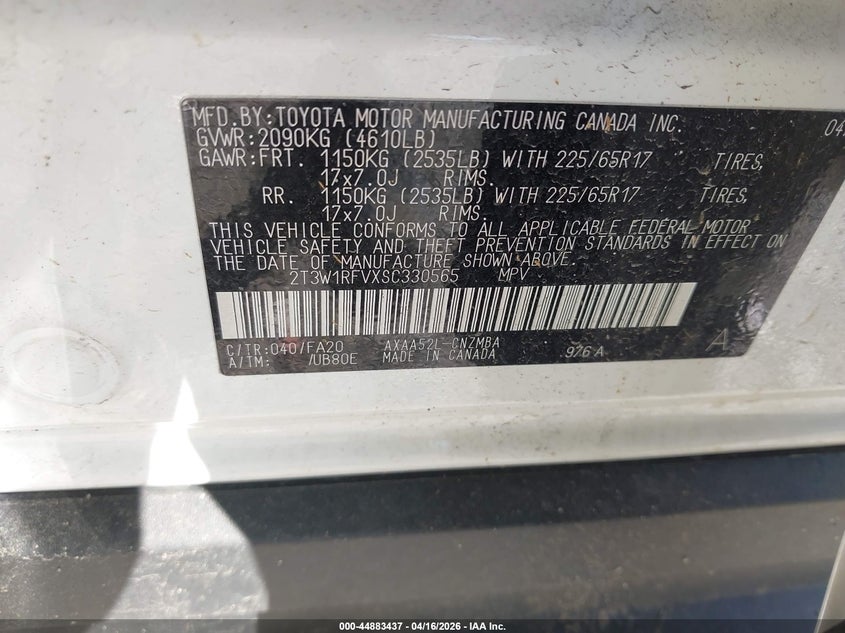 MFD.BY:TOYOTA MOTOR MANUFACTURING CANADA INC.
GVWR:2090KG (4610LB)
GAWR:FRT. 1150KG (2535LB) WITH 225/65R17 TIRES,
17x7.0J RIMS.
RR. 1150KG (2535LB) WITH 225/65R17 TIRES,
17x7.0J RIMS.
THIS VEHICLE CONFORMS TO ALL APPLICABLE FEDERAL MOTOR
VEHICLE SAFETY AND THEFT PREVENTION STANDARDS IN EFFECT ON
THE DATE OF MANUFACTURE SHOWN ABOVE.
2T3W1RFVXSC330565 MPV
C/TR:040/FA20 AXAA52L-CNZMBA
A/TM: /UB80E MADE IN CANADA 976 A
A
000-44883437 - 04/16/2026 - IAA Inc.